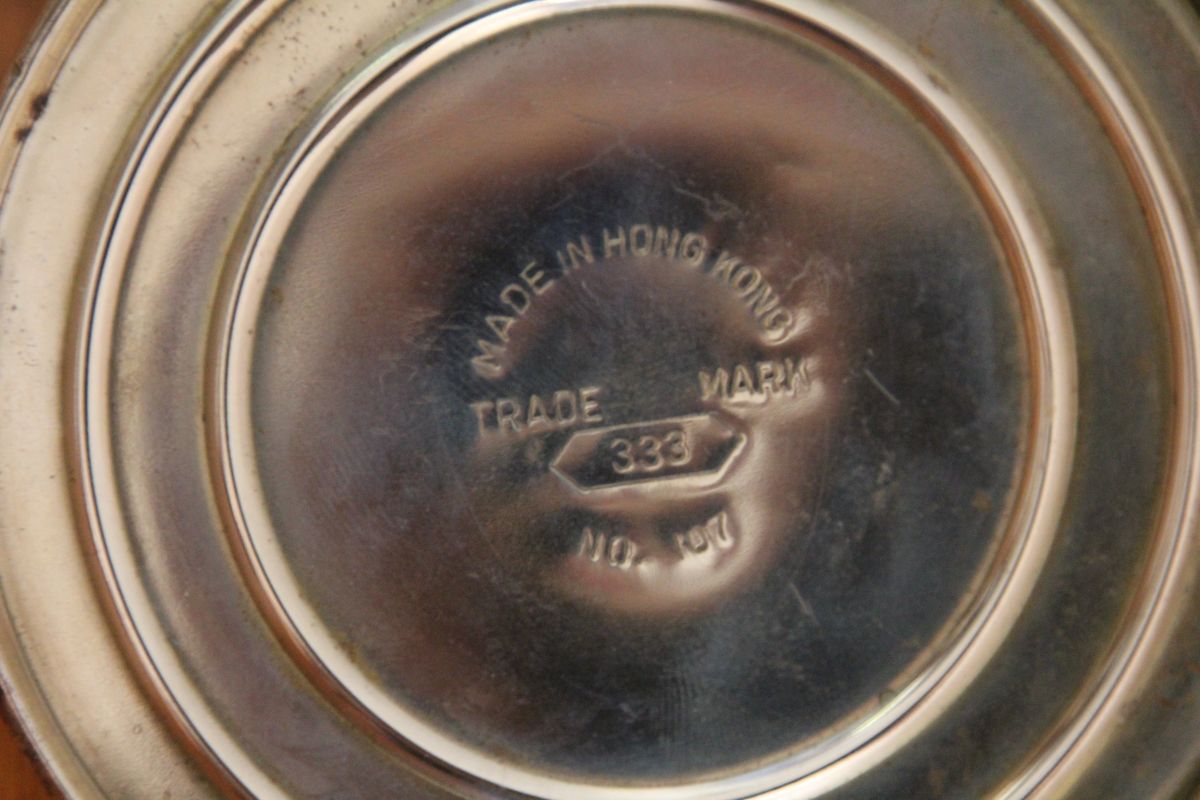 MADE IN HONG KONG
TRADE MARK
333
NO.